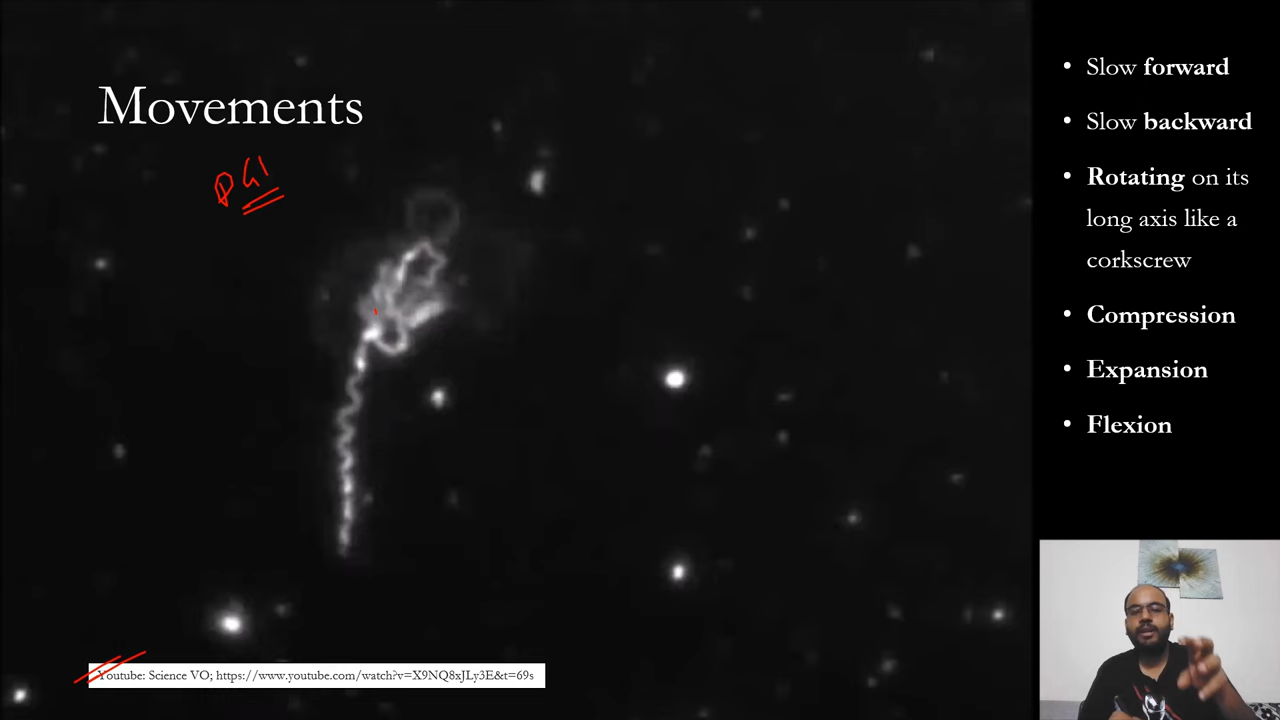 Movements
• Slow forward
• Slow backward
• Rotating on its
long axis like a
corkscrew
• Compression
• Expansion
• Flexion
Youtube: Science VO; https://www.youtube.com/watch?v=X9NQ8xJLy3E&t=69s